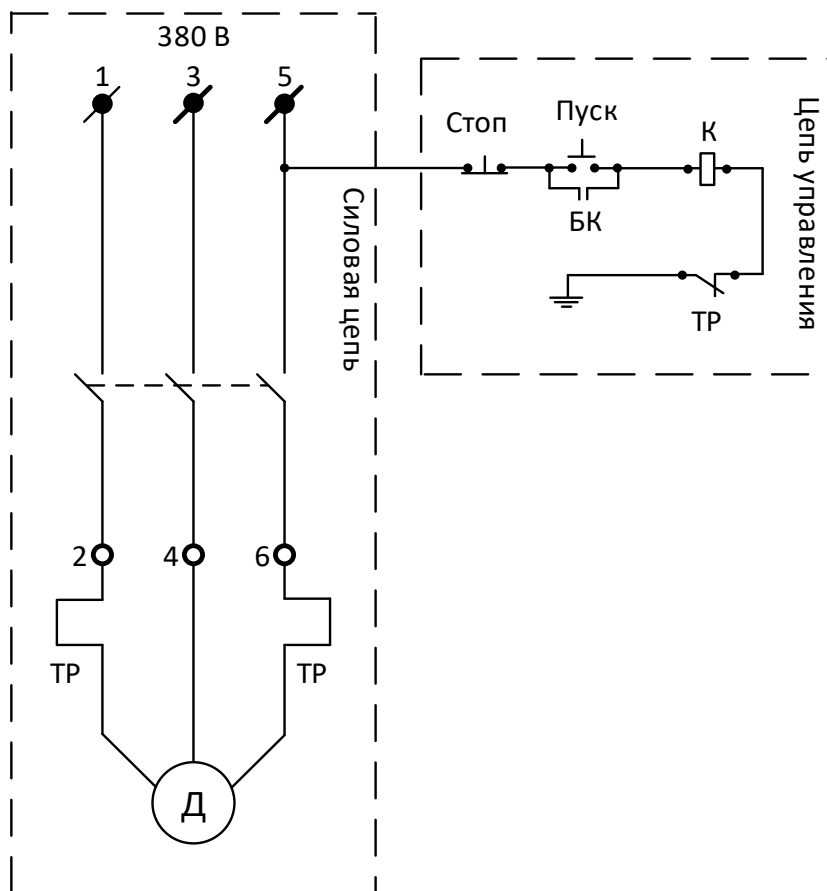 380 В
1 3 5
Стоп
Пуск
К
БК
ТР
Цепь управления
Силовая цепь
2 4 6
ТР ТР
Д